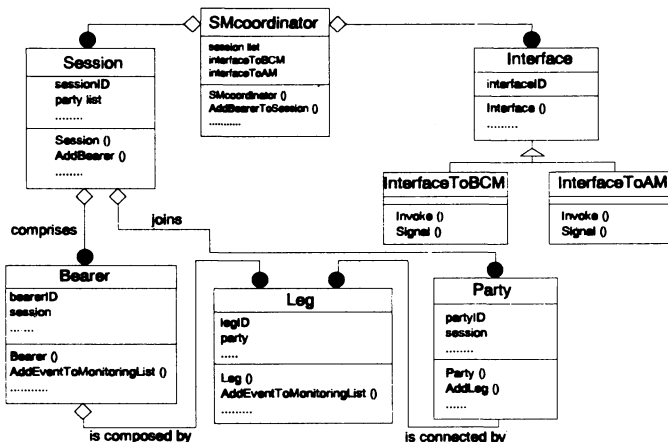 SMcoordinator
session list
interfaceToBCM
interfaceToAM
SMcoordinator ()
AddBearerToSession ()
...........
Session
sessionID
party list
........
Session ()
AddBearer ()
........
Interface
interfaceID
Interface ()
.........
InterfaceToBCM
Invoke ()
Signal ()
InterfaceToAM
Invoke ()
Signal ()
comprises
joins
Bearer
bearerID
session
... ...
Bearer ()
AddEventToMonitoringList ()
...........
Leg
legID
party
.....
Leg ()
AddEventToMonitoringList ()
.........
Party
partyID
session
........
Party ()
AddLeg ()
......
is composed by
is connected by